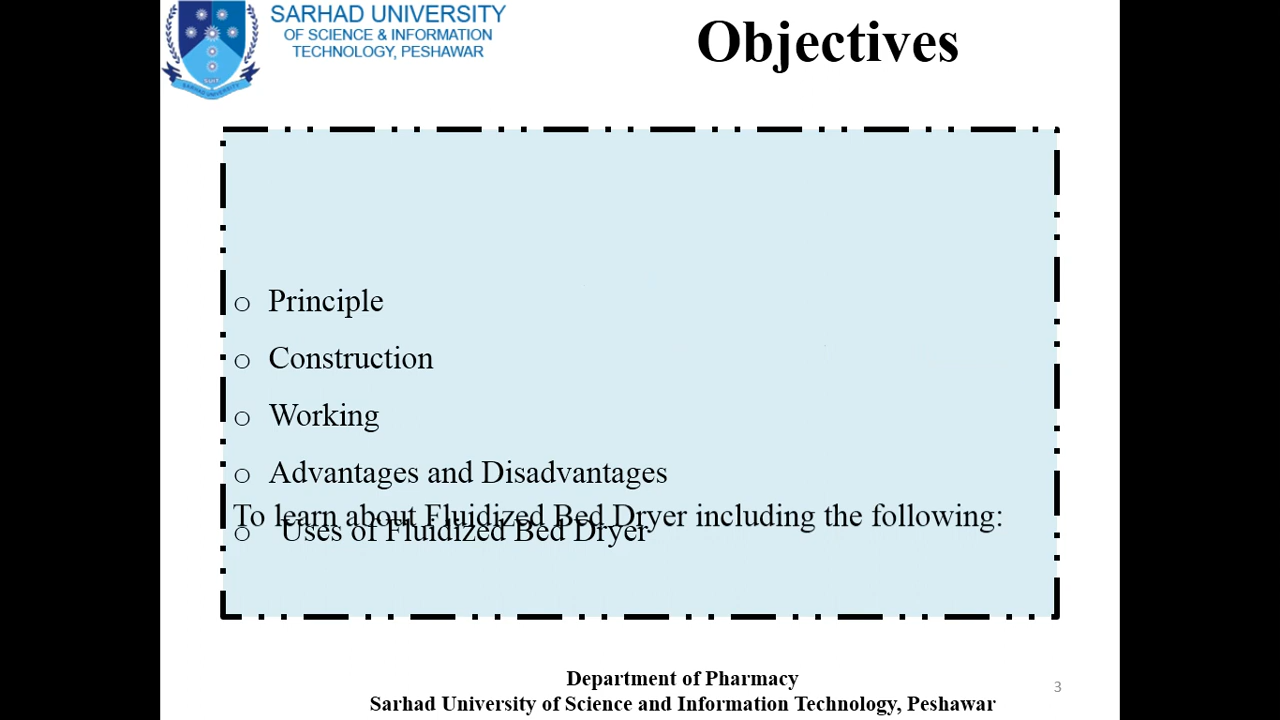 SARHAD UNIVERSITY
OF SCIENCE & INFORMATION
TECHNOLOGY, PESHAWAR
Objectives
o Principle
o Construction
o Working
o Advantages and Disadvantages
To learn about Fluidized Bed Dryer including the following:
o Uses of Fluidized Bed Dryer
Department of Pharmacy
Sarhad University of Science and Information Technology, Peshawar
3